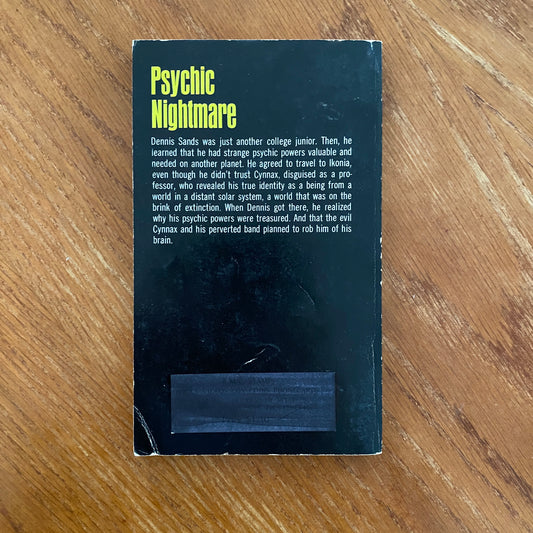 Psychic
Nightmare
Dennis Sands was just another college junior. Then, he
iearned that he had strange psychic powers valuable and
needed on another planet. He agreed to travel to Ikonia,
even though he didn't trust Cynnax, disguised as a pro-
fessor, who revealed his true identity as a being from a
world in a distant solar system, a world that was on the
brink of extinction. When Dennis got there, he realized
why his psychic powers were treasured. And that the evil
Cynnax and his perverted band pianned to rob him of his
brain.